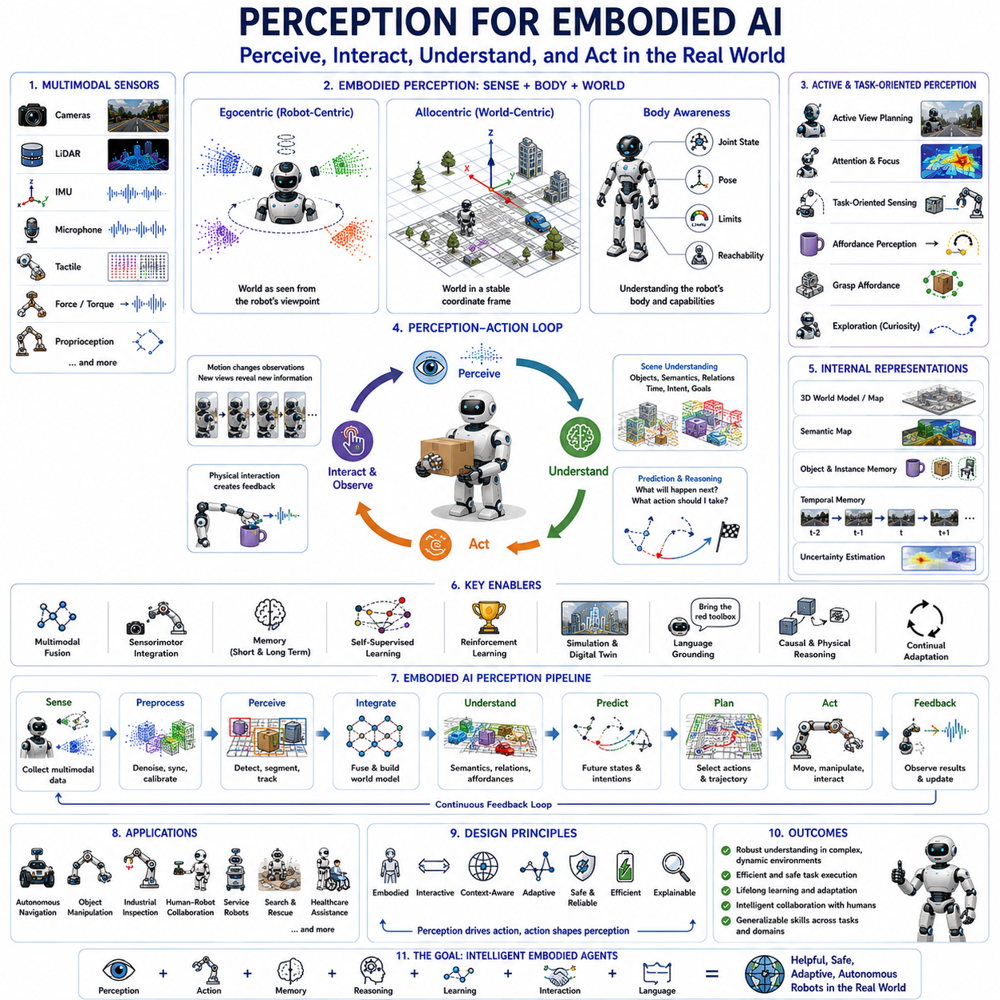 PERCEPTION FOR EMBODIED AI
Perceive, Interact, Understand, and Act in the Real World
1. MULTIMODAL SENSORS
Cameras
LiDAR
IMU
z
x
y
Microphone
Tactile
Force / Torque
Proprioception
... and more
2. EMBODIED PERCEPTION: SENSE + BODY + WORLD
Egocentric (Robot-Centric)
World as seen from
the robot's viewpoint
Allocentric (World-Centric)
Z
X
y
World in a stable
coordinate frame
Body Awareness
Joint State
Pose
Limits
Reachability
Understanding the robot's
body and capabilities
3. ACTIVE & TASK-ORIENTED PERCEPTION
Active View Planning
Attention & Focus
Task-Oriented Sensing
Affordance Perception
Grasp Affordance
Exploration (Curiosity)
?
4. PERCEPTION–ACTION LOOP
Motion changes observations
New views reveal new information
...
Physical interaction
creates feedback
Perceive
Understand
Act
Interact &
Observe
Scene Understanding
Objects, Semantics, Relations
Time, Intent, Goals
Prediction & Reasoning
What will happen next?
What action should I take?
5. INTERNAL REPRESENTATIONS
3D World Model / Map
Semantic Map
Object & Instance Memory
Temporal Memory
...
t-2
t-1
t
t+1
Uncertainty Estimation
6. KEY ENABLERS
Multimodal
Fusion
Sensorimotor
Integration
Memory
(Short & Long Term)
Self-Supervised
Learning
Reinforcement
Learning
Simulation &
Digital Twin
Bring the
red toolbox
Language
Grounding
Causal & Physical
Reasoning
Continual
Adaptation
7. EMBODIED AI PERCEPTION PIPELINE
Sense
Collect multimodal
data
Preprocess
Denoise, sync,
calibrate
Perceive
Detect, segment,
track
Integrate
Fuse & build
world model
Understand
Semantics, relations,
affordances
Predict
Future states &
intentions
Plan
Select actions
& trajectory
Act
Move, manipulate,
interact
Feedback
Observe results
& update
Continuous Feedback Loop
8. APPLICATIONS
Autonomous
Navigation
Object
Manipulation
Industrial
Inspection
Human–Robot
Collaboration
Service
Robots
Search &
Rescue
Healthcare
Assistance
... and more
9. DESIGN PRINCIPLES
Embodied
Interactive
Context-Aware
Adaptive
Safe &
Reliable
Efficient
Explainable
Perception drives action, action shapes perception
10. OUTCOMES
Robust understanding in complex,
dynamic environments
Efficient and safe task execution
Lifelong learning and adaptation
Intelligent collaboration with humans
Generalizable skills across tasks
and domains
11. THE GOAL: INTELLIGENT EMBODIED AGENTS
Perception
+
Action
+
Memory
+
Reasoning
+
Learning
+
Interaction
+
Language
=
Helpful, Safe,
Adaptive, Autonomous
Robots in the Real World